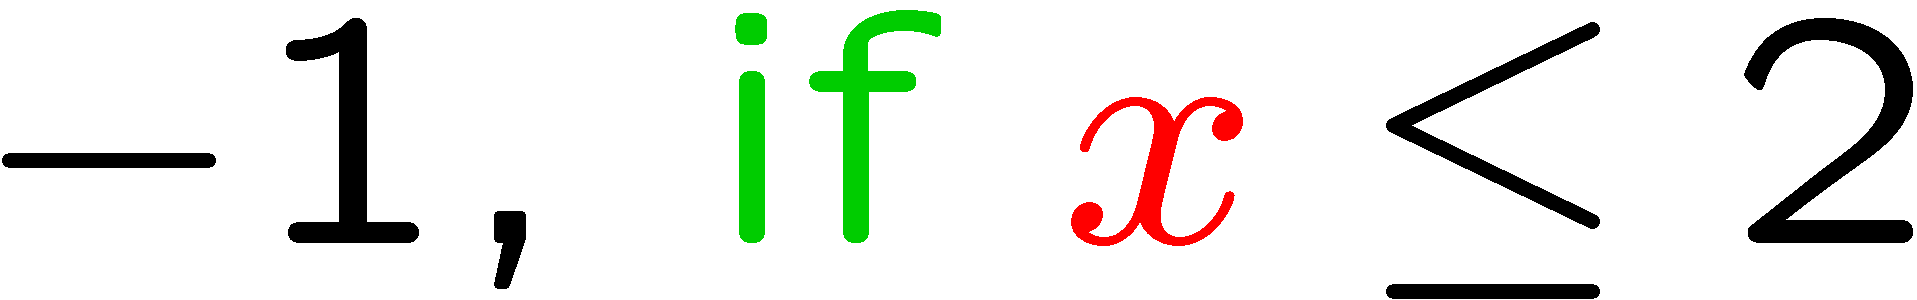 −1, if x ≤ 2